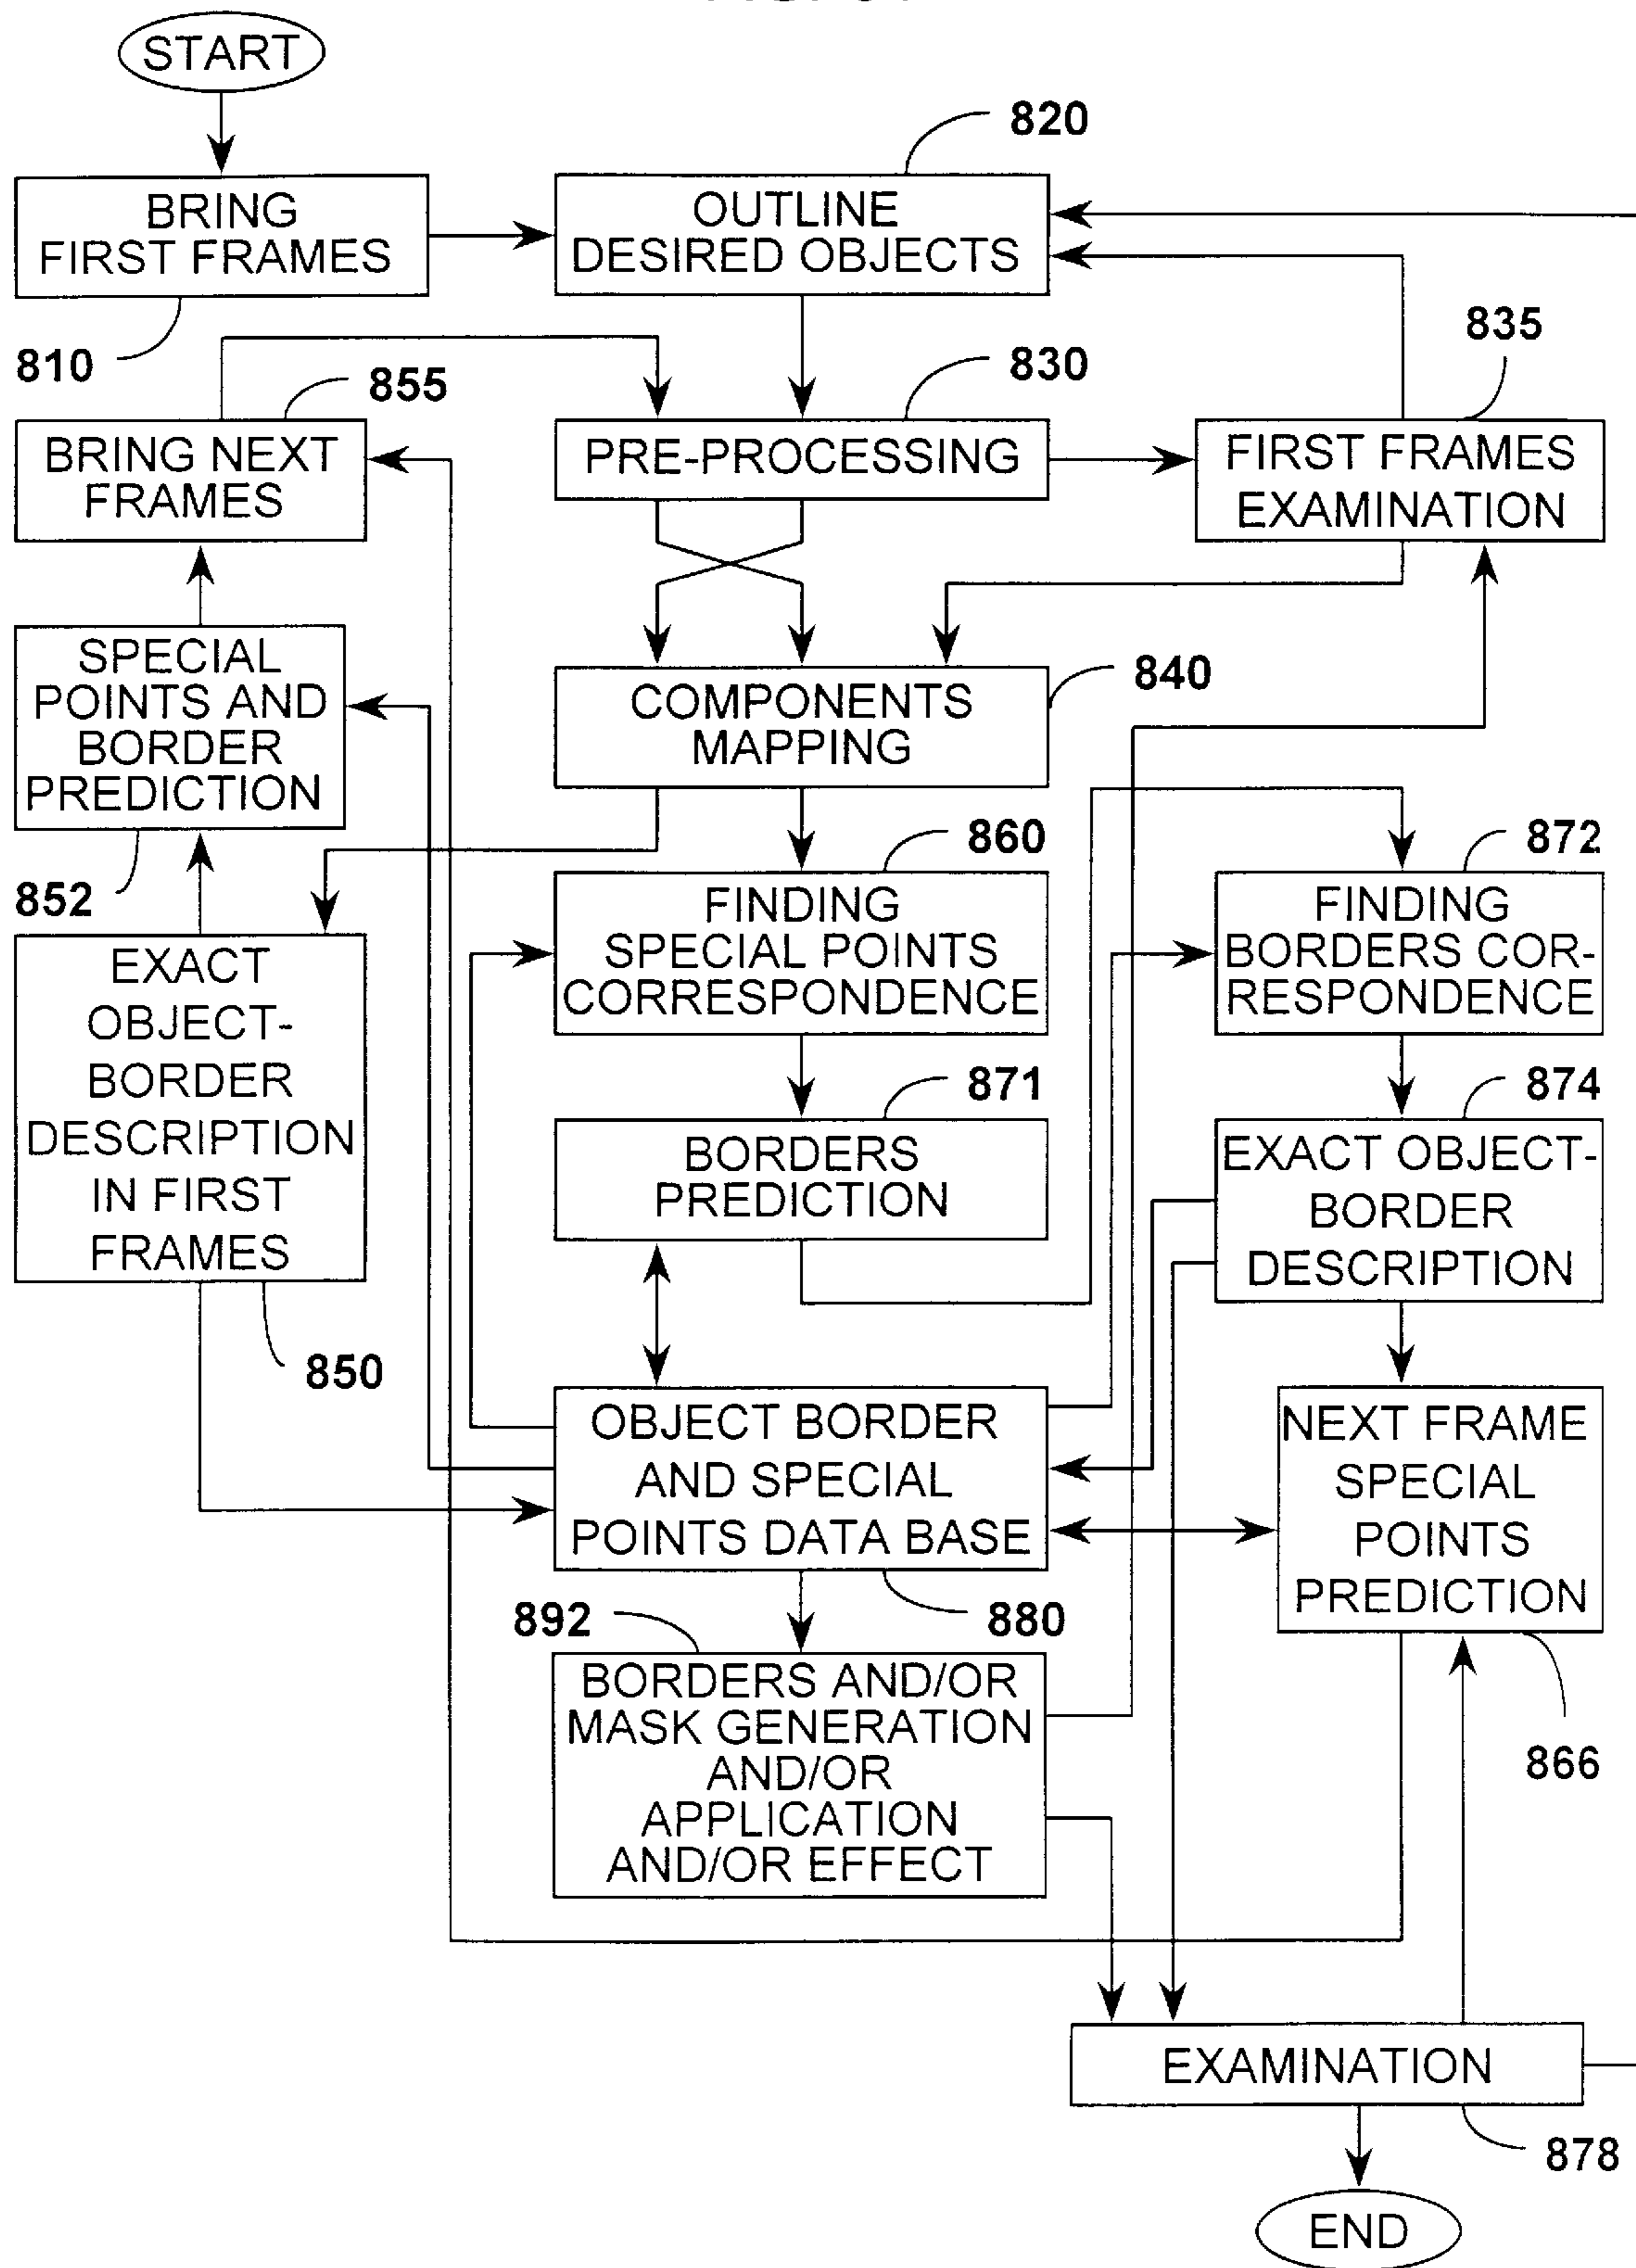 START
820
BRING
FIRST FRAMES
OUTLINE
DESIRED OBJECTS
810
835
855
830
BRING NEXT
FRAMES
PRE-PROCESSING
FIRST FRAMES
EXAMINATION
SPECIAL
POINTS AND
BORDER
PREDICTION
COMPONENTS
MAPPING
840
852
860
872
EXACT
OBJECT-
BORDER
DESCRIPTION
IN FIRST
FRAMES
FINDING
SPECIAL POINTS
CORRESPONDENCE
FINDING
BORDERS COR-
RESPONDENCE
871
874
BORDERS
PREDICTION
EXACT OBJECT-
BORDER
DESCRIPTION
850
OBJECT BORDER
AND SPECIAL
POINTS DATA BASE
NEXT FRAME
SPECIAL
POINTS
PREDICTION
892
880
BORDERS AND/OR
MASK GENERATION
AND/OR
APPLICATION
AND/OR EFFECT
866
EXAMINATION
878
END